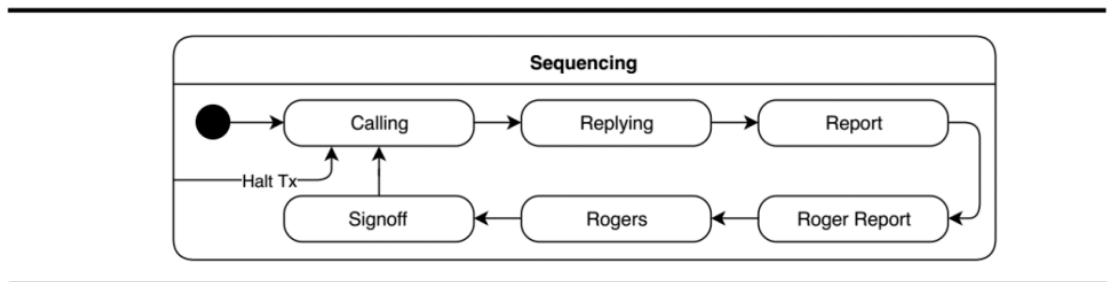 Sequencing
Calling
Replying
Report
Halt Tx
Signoff
Rogers
Roger Report